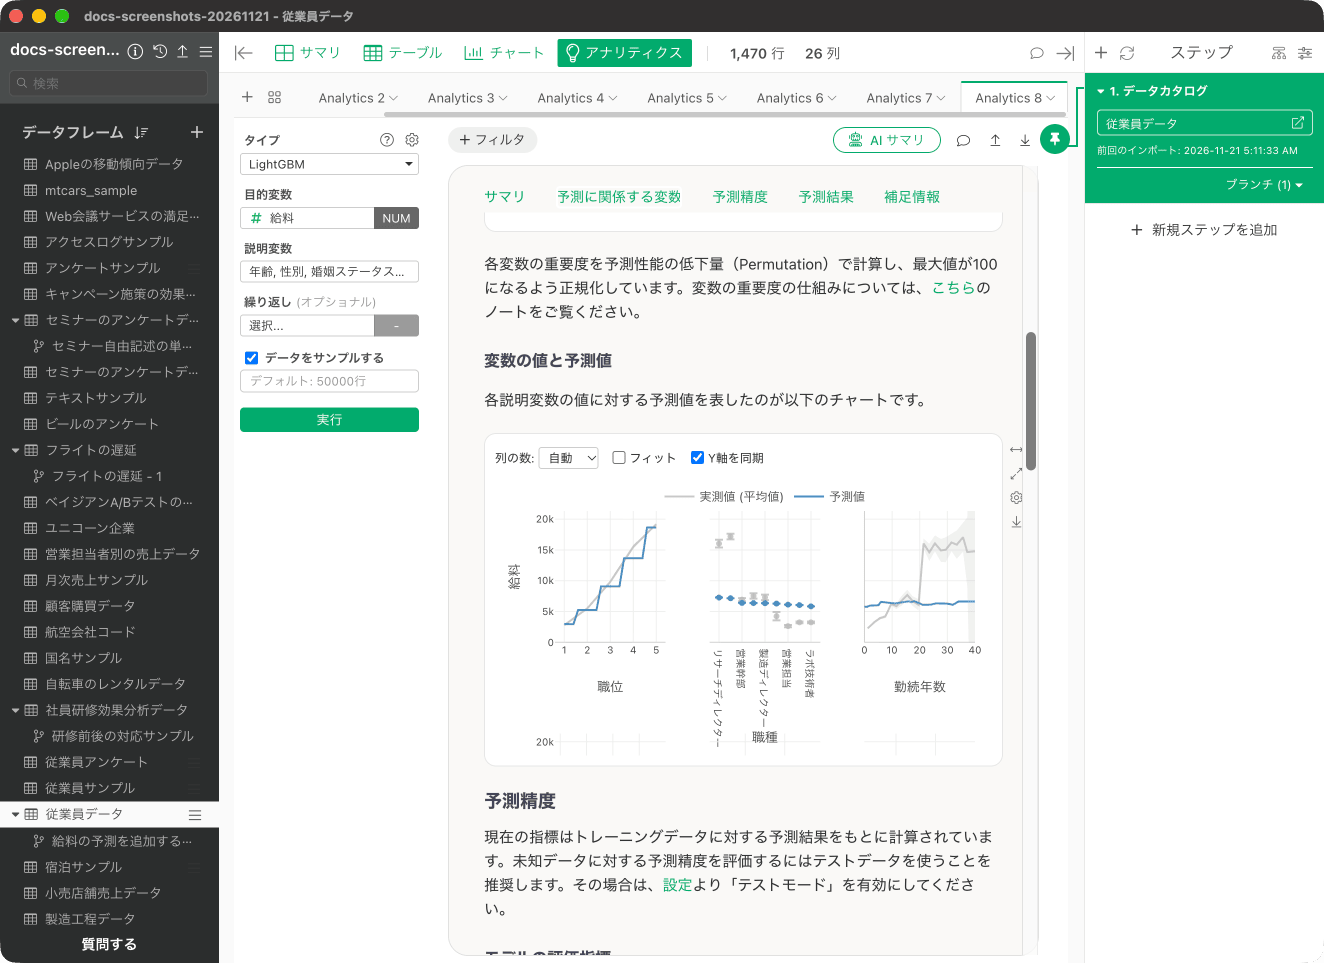 docs-screenshots-20261121 - 従業員データ
docs-screen...
検索
データフレーム
Appleの移動傾向データ
mtcars_sample
Web会議サービスの満足…
アクセスログサンプル
アンケートサンプル
キャンペーン施策の効果…
セミナーのアンケートデ…
セミナー自由記述の単…
セミナーのアンケートデ…
テキストサンプル
ビールのアンケート
フライトの遅延
フライトの遅延 - 1
ベイジアンA/Bテストの…
ユニコーン企業
営業担当者別の売上データ
月次売上サンプル
顧客購買データ
航空会社コード
国名サンプル
自転車のレンタルデータ
社員研修効果分析データ
研修前後の対応サンプル
従業員アンケート
従業員サンプル
従業員データ
給料の予測を追加する…
宿泊サンプル
小売店舗売上データ
製造工程データ
質問する
サマリ テーブル チャート アナリティクス 1,470 行 26 列
Analytics 2 Analytics 3 Analytics 4 Analytics 5 Analytics 6 Analytics 7 Analytics 8
タイプ
LightGBM
目的変数
# 給料 NUM
説明変数
年齢, 性別, 婚姻ステータス...
繰り返し (オプショナル)
選択... -
データをサンプルする
デフォルト: 50000行
実行
+ フィルタ
AI サマリ
サマリ 予測に関係する変数 予測精度 予測結果 補足情報
各変数の重要度を予測性能の低下量（Permutation）で計算し、最大値が100
になるよう正規化しています。変数の重要度の仕組みについては、こちらの
ノートをご覧ください。
変数の値と予測値
各説明変数の値に対する予測値を表したのが以下のチャートです。
列の数: 自動 フィット Y軸を同期
実測値 (平均値) 予測値
給料
20k
15k
10k
5k
0
1 2 3 4 5
職位
リサーチディレクター
営業幹部
製造ディレクター
営業担当
ラボ技術者
職種
0 10 20 30 40
勤続年数
20k
予測精度
現在の指標はトレーニングデータに対する予測結果をもとに計算されていま
す。未知データに対する予測精度を評価するにはテストデータを使うことを
推奨します。その場合は、設定より「テストモード」を有効にしてくださ
い。
モデルの評価指標
ステップ
1. データカタログ
従業員データ
前回のインポート: 2026-11-21 5:11:33 AM
ブランチ (1)
+ 新規ステップを追加